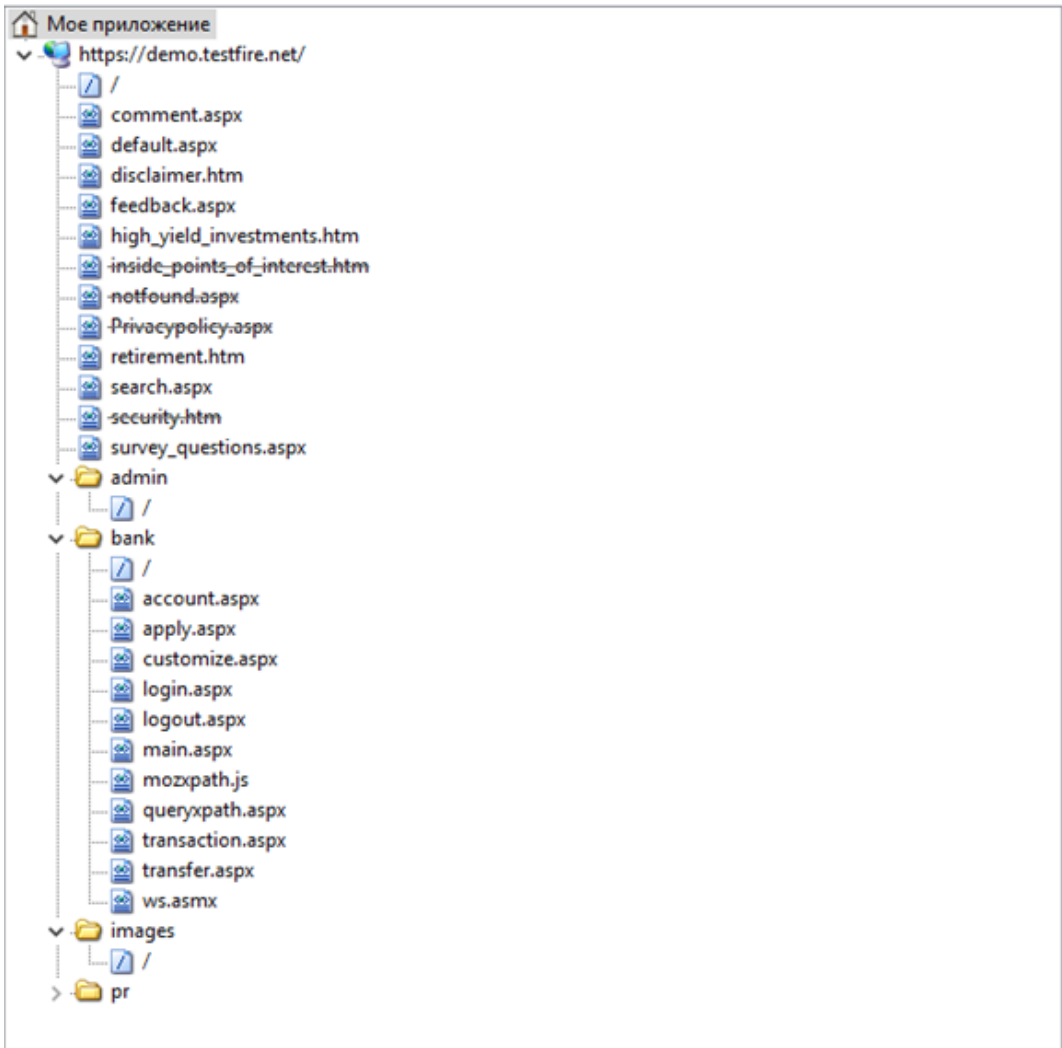 Мое приложение
https://demo.testfire.net/
/
comment.aspx
default.aspx
disclaimer.htm
feedback.aspx
high_yield_investments.htm
inside_points_of_interest.htm
notfound.aspx
Privacypolicy.aspx
retirement.htm
search.aspx
security.htm
survey_questions.aspx
admin
/
bank
/
account.aspx
apply.aspx
customize.aspx
login.aspx
logout.aspx
main.aspx
mozxpath.js
queryxpath.aspx
transaction.aspx
transfer.aspx
ws.asmx
images
/
pr